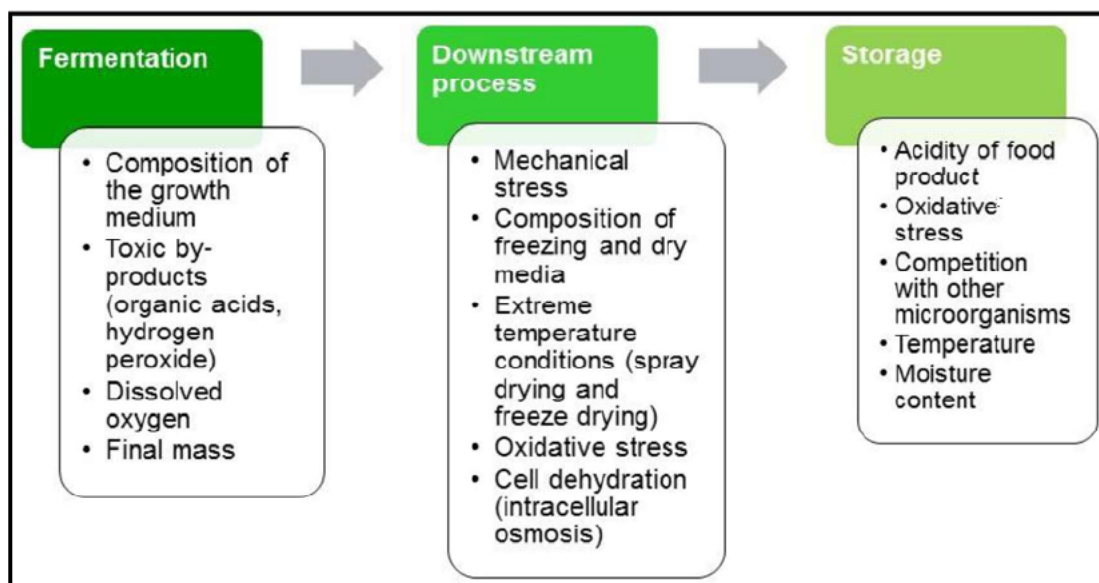 Fermentation
• Composition of
the growth
medium
• Toxic by-
products
(organic acids,
hydrogen
peroxide)
• Dissolved
oxygen
• Final mass
Downstream
process
• Mechanical
stress
• Composition of
freezing and dry
media
• Extreme
temperature
conditions (spray
drying and
freeze drying)
• Oxidative stress
• Cell dehydration
(intracellular
osmosis)
Storage
• Acidity of food
product
• Oxidative
stress
• Competition
with other
microorganisms
• Temperature
• Moisture
content